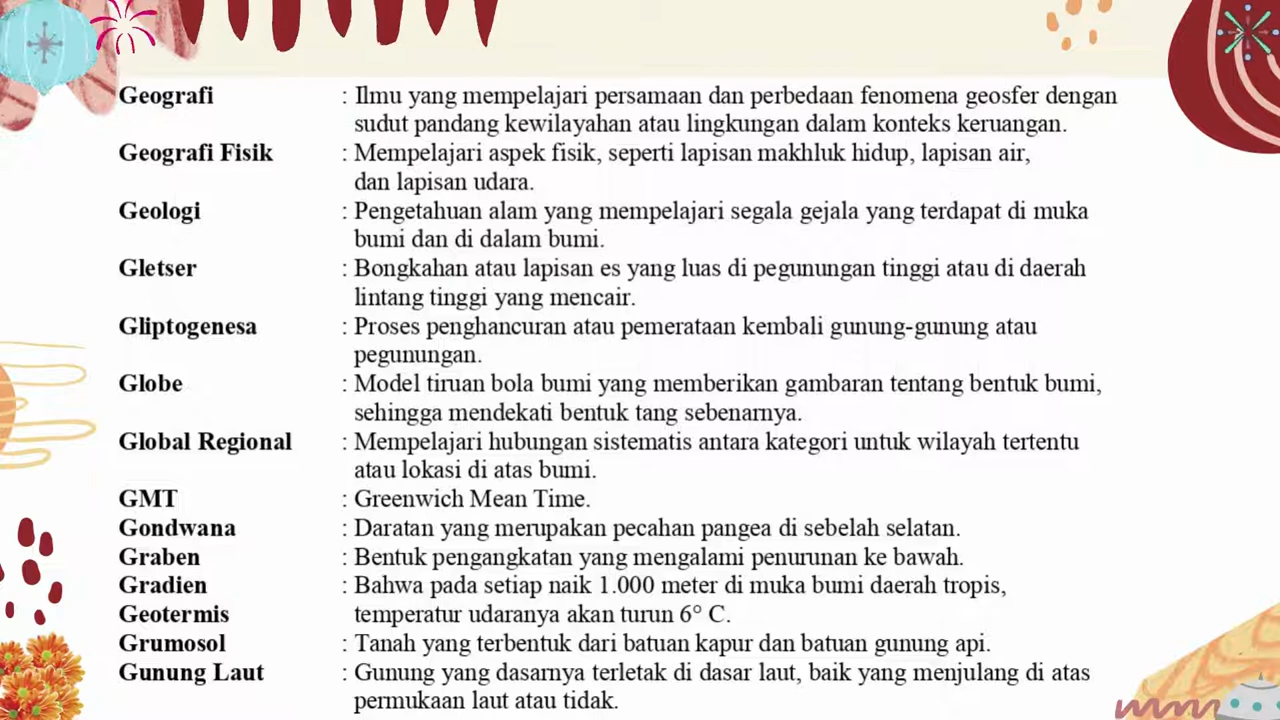 Geografi : Ilmu yang mempelajari persamaan dan perbedaan fenomena geosfer dengan
sudut pandang kewilayahan atau lingkungan dalam konteks keruangan.
Geografi Fisik : Mempelajari aspek fisik, seperti lapisan makhluk hidup, lapisan air,
dan lapisan udara.
Geologi : Pengetahuan alam yang mempelajari segala gejala yang terdapat di muka
bumi dan di dalam bumi.
Gletser : Bongkahan atau lapisan es yang luas di pegunungan tinggi atau di daerah
lintang tinggi yang mencair.
Gliptogenesa : Proses penghancuran atau pemerataan kembali gunung-gunung atau
pegunungan.
Globe : Model tiruan bola bumi yang memberikan gambaran tentang bentuk bumi,
sehingga mendekati bentuk tang sebenarnya.
Global Regional : Mempelajari hubungan sistematis antara kategori untuk wilayah tertentu
atau lokasi di atas bumi.
GMT : Greenwich Mean Time.
Gondwana : Daratan yang merupakan pecahan pangea di sebelah selatan.
Graben : Bentuk pengangkatan yang mengalami penurunan ke bawah.
Gradien : Bahwa pada setiap naik 1.000 meter di muka bumi daerah tropis,
Geotermis temperatur udaranya akan turun 6° C.
Grumosol : Tanah yang terbentuk dari batuan kapur dan batuan gunung api.
Gunung Laut : Gunung yang dasarnya terletak di dasar laut, baik yang menjulang di atas
permukaan laut atau tidak.